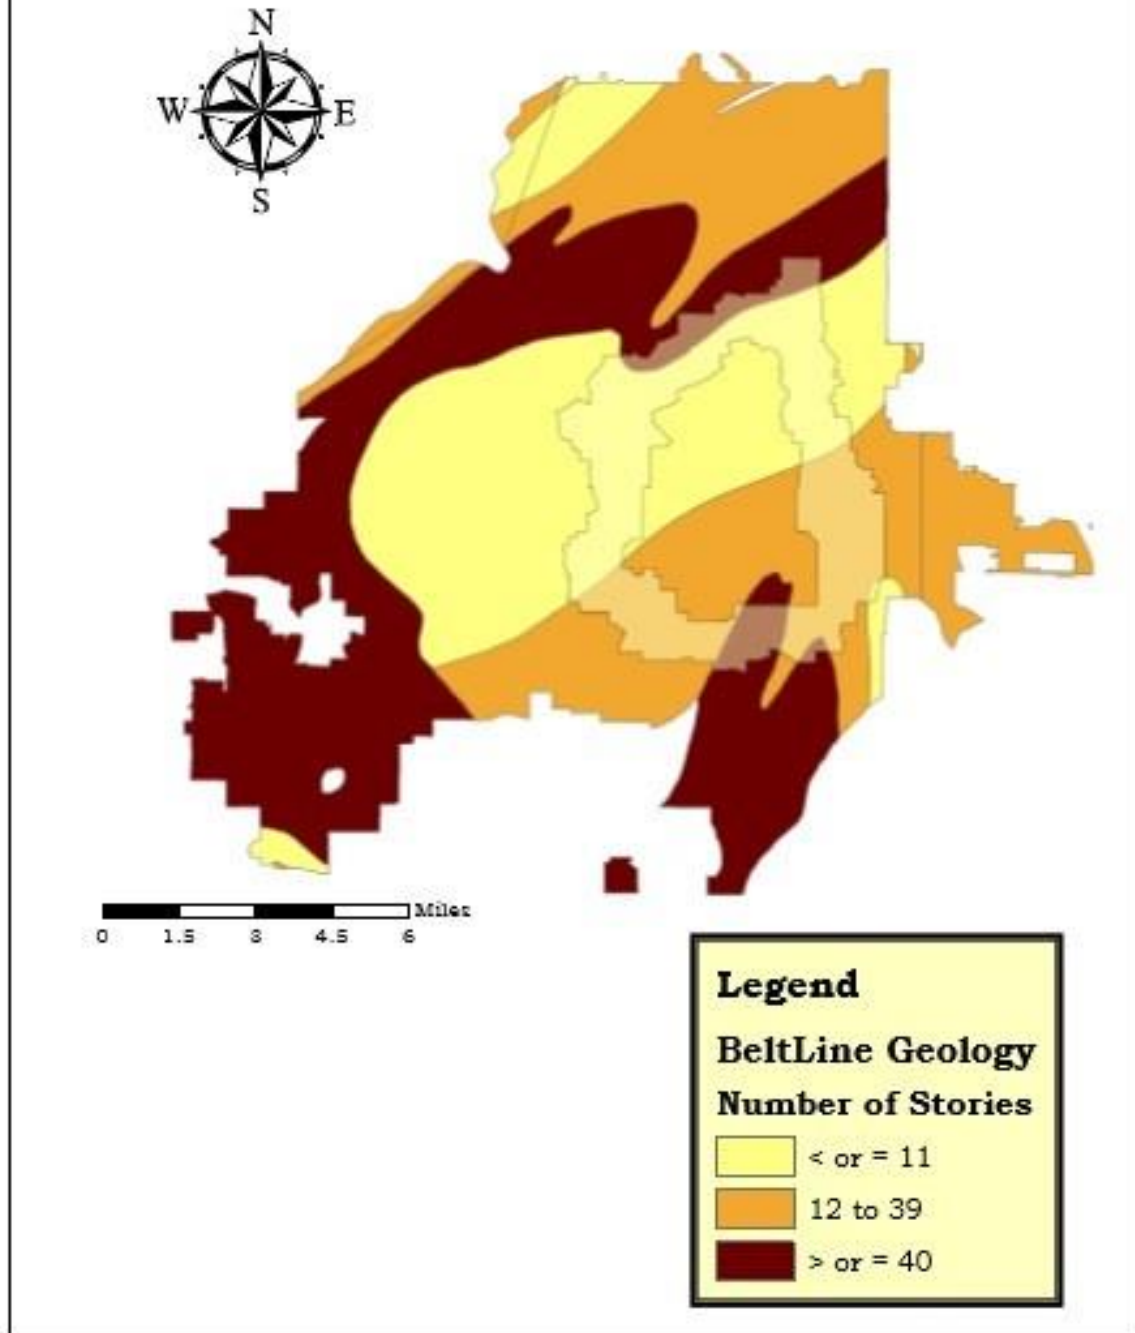 N
W E
S
Miles
0 1.5 3 4.5 6
Legend
BeltLine Geology
Number of Stories
< or = 11
12 to 39
> or = 40